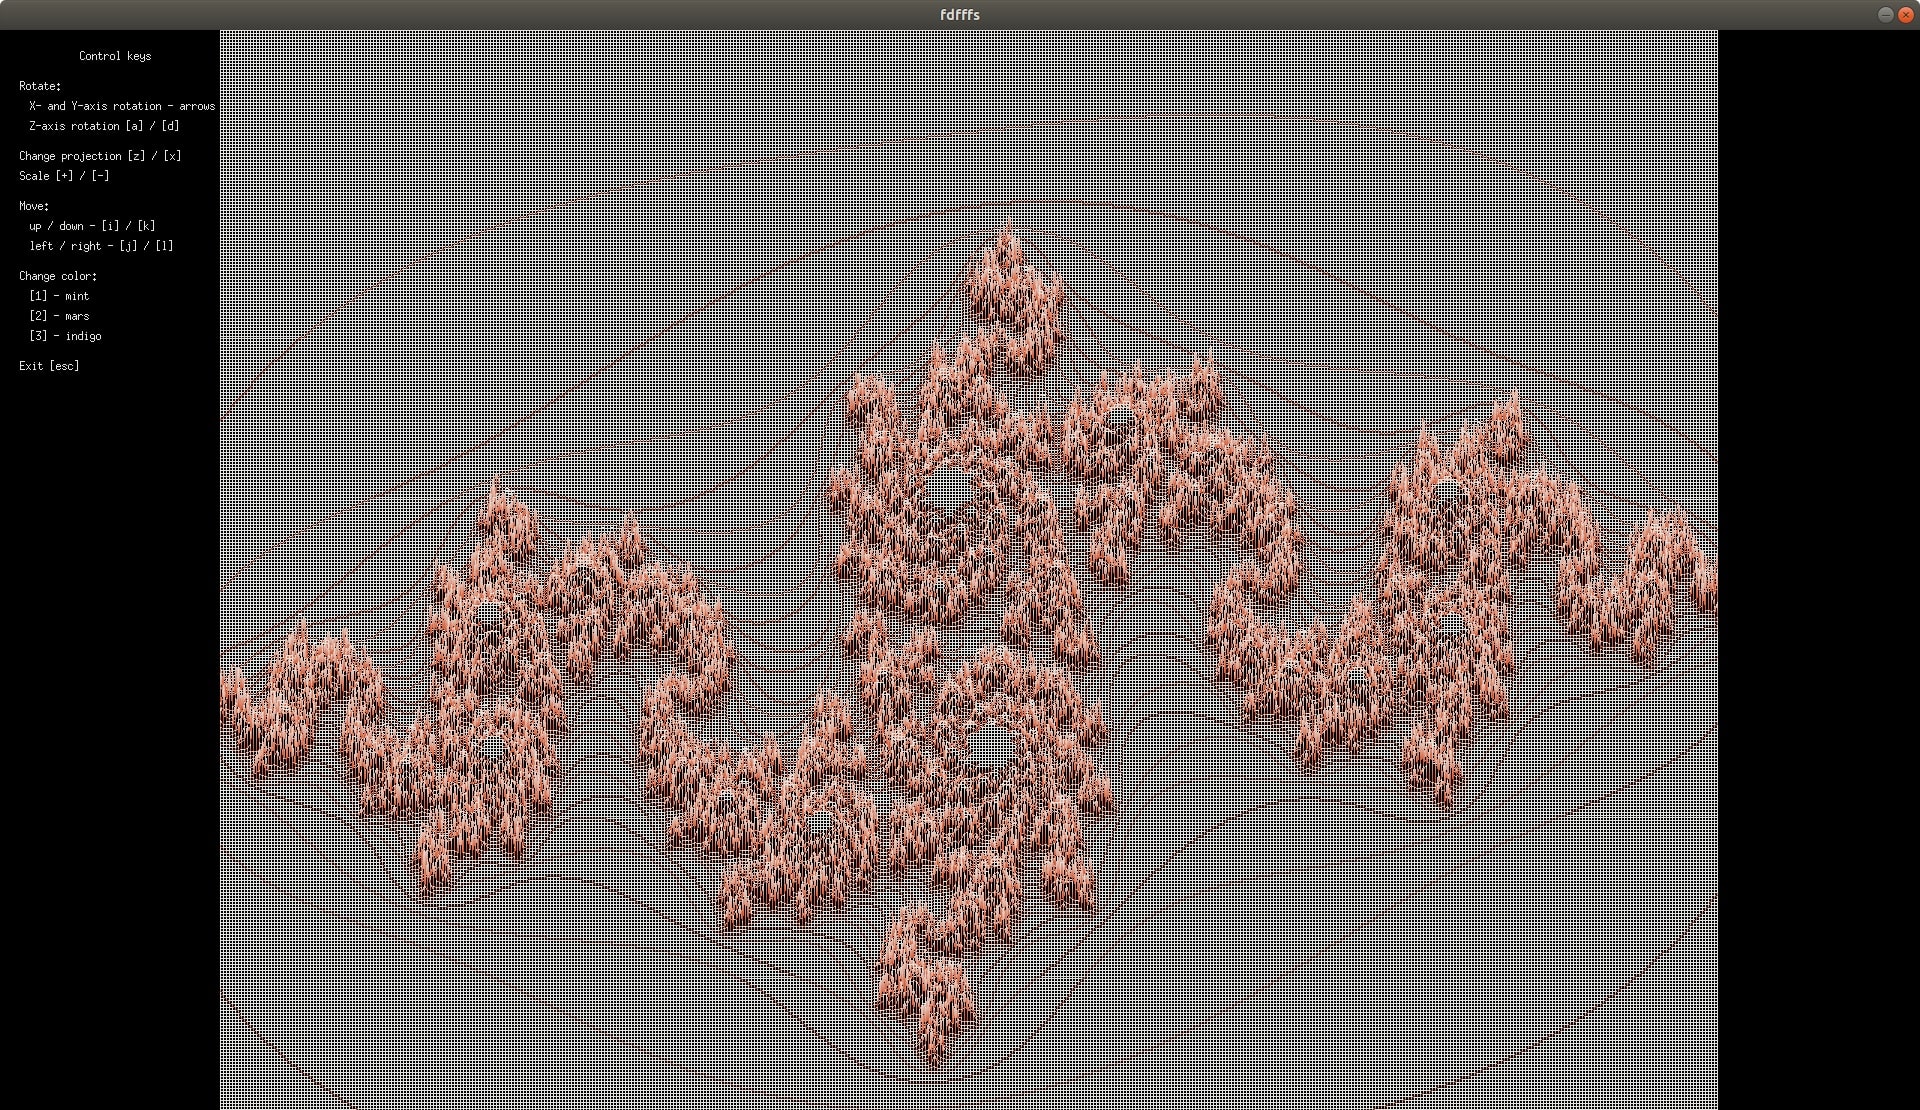 fdfffs
Control keys
Rotate:
X- and Y-axis rotation - arrows
Z-axis rotation [a] / [d]
Change projection [z] / [x]
Scale [+] / [-]
Move:
up / down - [i] / [k]
left / right - [j] / [l]
Change color:
[1] - mint
[2] - mars
[3] - indigo
Exit [esc]